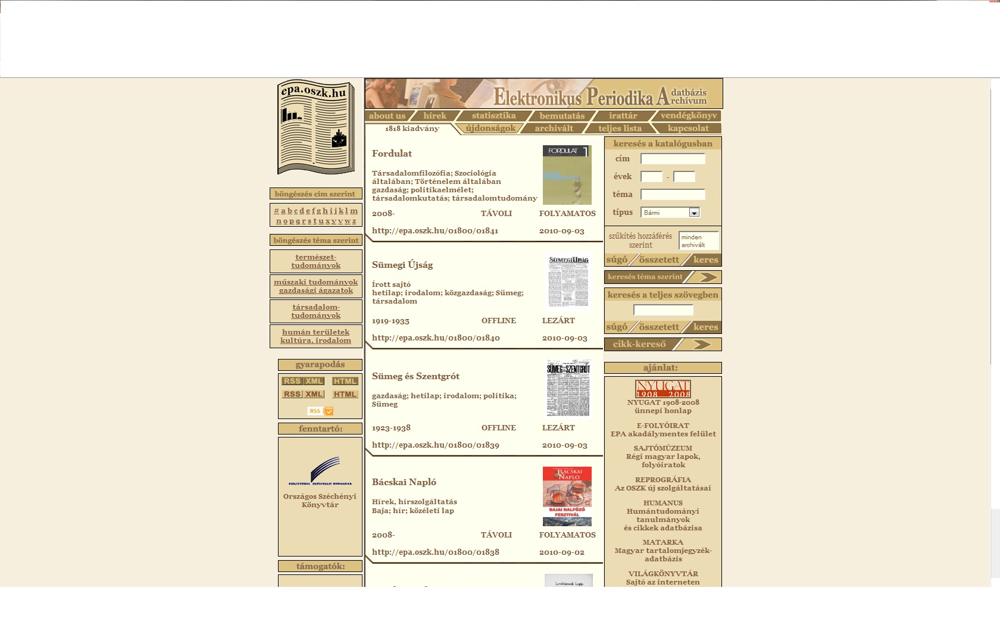 epa.oszk.hu
Elektronikus Periodika Adatbázis
Archívum
about us hírek statisztika bemutatás irattár vendégkönyv
1818 kiadvány újdonságok archivált teljes lista kapcsolat
böngészés cím szerint
# a b c d e f g h i j k l m
n o p q r s t u x y v w z
böngészés téma szerint
természet-
tudományok
műszaki tudományok
gazdasági ágazatok
társadalom-
tudományok
humán területek
kultúra, irodalom
gyarapodás
RSS XML HTML
RSS XML HTML
RSS
fenntartó:
BIBLIOTHECA NATIONALIS HUNGARIAE
Országos Széchényi
Könyvtár
támogatók:
Fordulat
FORDULAT 1
Társadalomfilozófia; Szociológia
általában; Történelem általában
gazdaság; politikaelmélet;
társadalomkutatás; társadalomtudomány
2008- TÁVOLI FOLYAMATOS
http://epa.oszk.hu/01800/01841 2010-09-03
Sümegi Újság
SÜMEGI UJSÁG
Írott sajtó
hetilap; irodalom; közgazdaság; Sümeg;
társadalom
1919-1935 OFFLINE LEZÁRT
http://epa.oszk.hu/01800/01840 2010-09-03
Sümeg és Szentgrót
SÜMEG ÉS SZENTGRÓT
gazdaság; hetilap; irodalom; politika;
Sümeg
1923-1938 OFFLINE LEZÁRT
http://epa.oszk.hu/01800/01839 2010-09-03
Bácskai Napló
BÁCSKAI
NAPLÓ
15
BAJAI HALFŐZŐ
FESZTIVÁL
Hírek, hírszolgáltatás
Baja; hír; közéleti lap
2008- TÁVOLI FOLYAMATOS
http://epa.oszk.hu/01800/01838 2010-09-02
Levéltárosok Lapja
keresés a katalógusban
cím
évek -
téma
típus Bármi
szűkítés hozzáférés
szerint
minden
archivált
súgó összetett keres
keresés téma szerint
keresés a teljes szövegben
súgó összetett keres
cikk-kereső
ajánlat:
NYUGAT
1908 2008
NYUGAT 1908-2008
ünnepi honlap
E-FOLYÓIRAT
EPA akadálymentes felület
SAJTÓMÚZEUM
Régi magyar lapok,
folyóiratok
REPROGRÁFIA
Az OSZK új szolgáltatásai
HUMANUS
Humántudományi
tanulmányok
és cikkek adatbázisa
MATARKA
Magyar tartalomjegyzék-
adatbázis
VILÁGKÖNYVTÁR
Sajtó az interneten